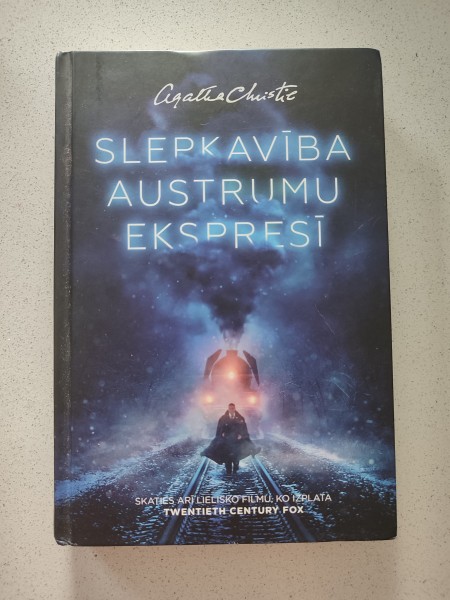 Agatha Christie
SLEPKAVĪBA
AUSTRUMU
EKSPRESĪ
SKATIES ARĪ LIELISKO FILMU, KO IZPLATA
TWENTIETH CENTURY FOX